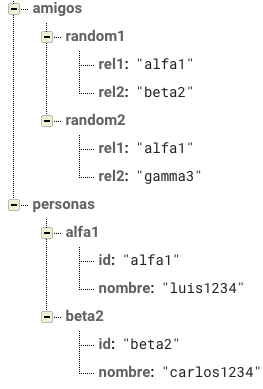 amigos
random1
rel1: "alfa1"
rel2: "beta2"
random2
rel1: "alfa1"
rel2: "gamma3"
personas
alfa1
id: "alfa1"
nombre: "luis1234"
beta2
id: "beta2"
nombre: "carlos1234"